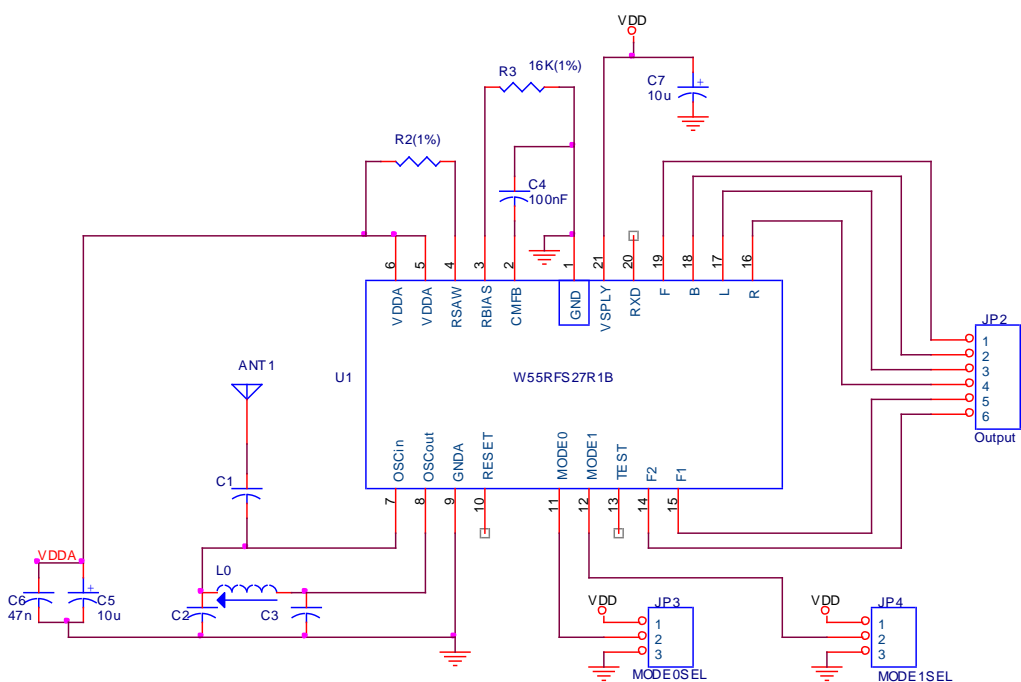 VDD
R3
16K(1%)
C7
10u
R2(1%)
C4
100nF
6
5
4
3
2
1
21
20
19
18
17
16
VDDA
VDDA
RSAW
RBIAS
CMFB
GND
VSPLY
RXD
F
B
L
R
JP2
1
2
3
4
5
6
Output
ANT1
U1
W55RFS27R1B
OSCin
OSCout
GNDA
RESET
MODE0
MODE1
TEST
F2
F1
7
8
9
10
11
12
13
14
15
C1
VDDA
L0
C6
47n
C5
10u
C2
C3
VDD
JP3
1
2
3
MODE0SEL
VDD
JP4
1
2
3
MODE1SEL